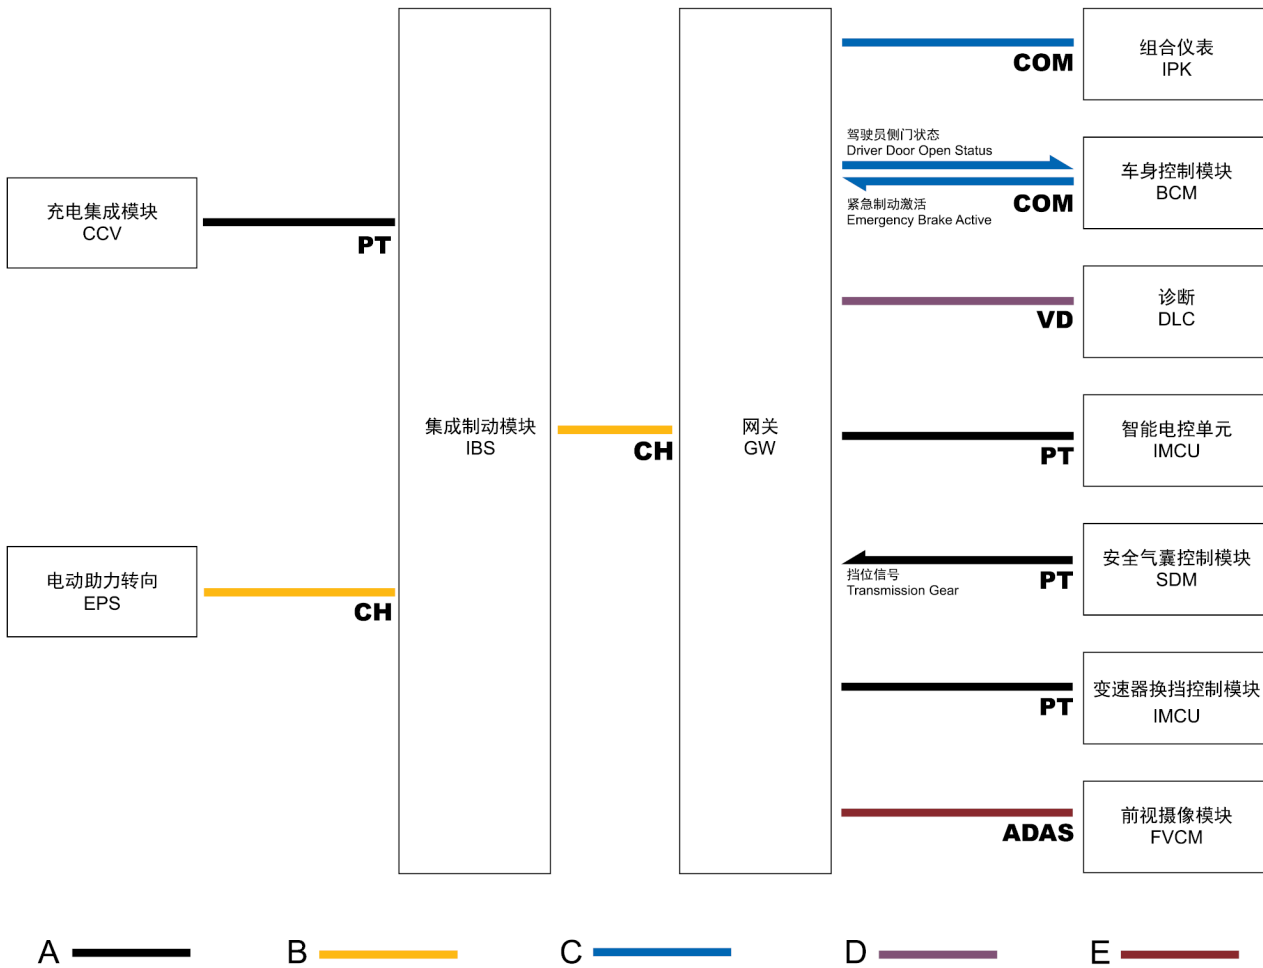 充电集成模块
CCV
PT
电动助力转向
EPS
CH
集成制动模块
IBS
CH
网关
GW
COM
组合仪表
IPK
驾驶员侧门状态
Driver Door Open Status
紧急制动激活
Emergency Brake Active
COM
车身控制模块
BCM
VD
诊断
DLC
PT
智能电控单元
IMCU
挡位信号
Transmission Gear
PT
安全气囊控制模块
SDM
PT
变速器换挡控制模块
IMCU
ADAS
前视摄像模块
FVCM
A
B
C
D
E